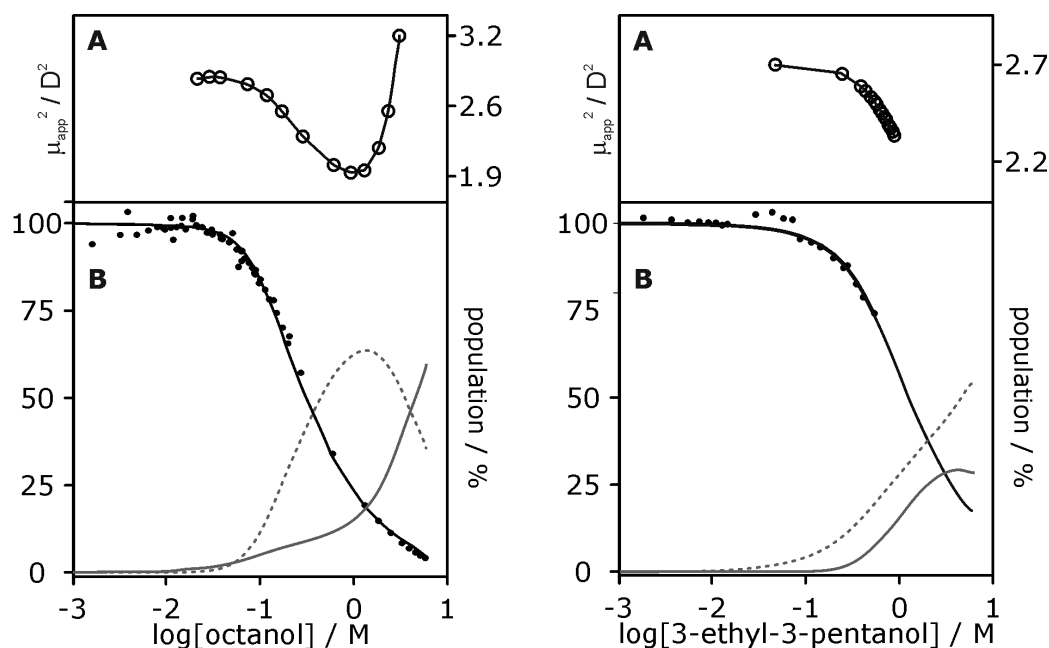 A
μapp² / D²
3.2
2.6
1.9
B
100
75
50
25
0
population / %
-3
-2
-1
0
1
log[octanol] / M
A
μapp² / D²
2.7
2.2
B
100
75
50
25
0
population / %
-3
-2
-1
0
1
log[3-ethyl-3-pentanol] / M